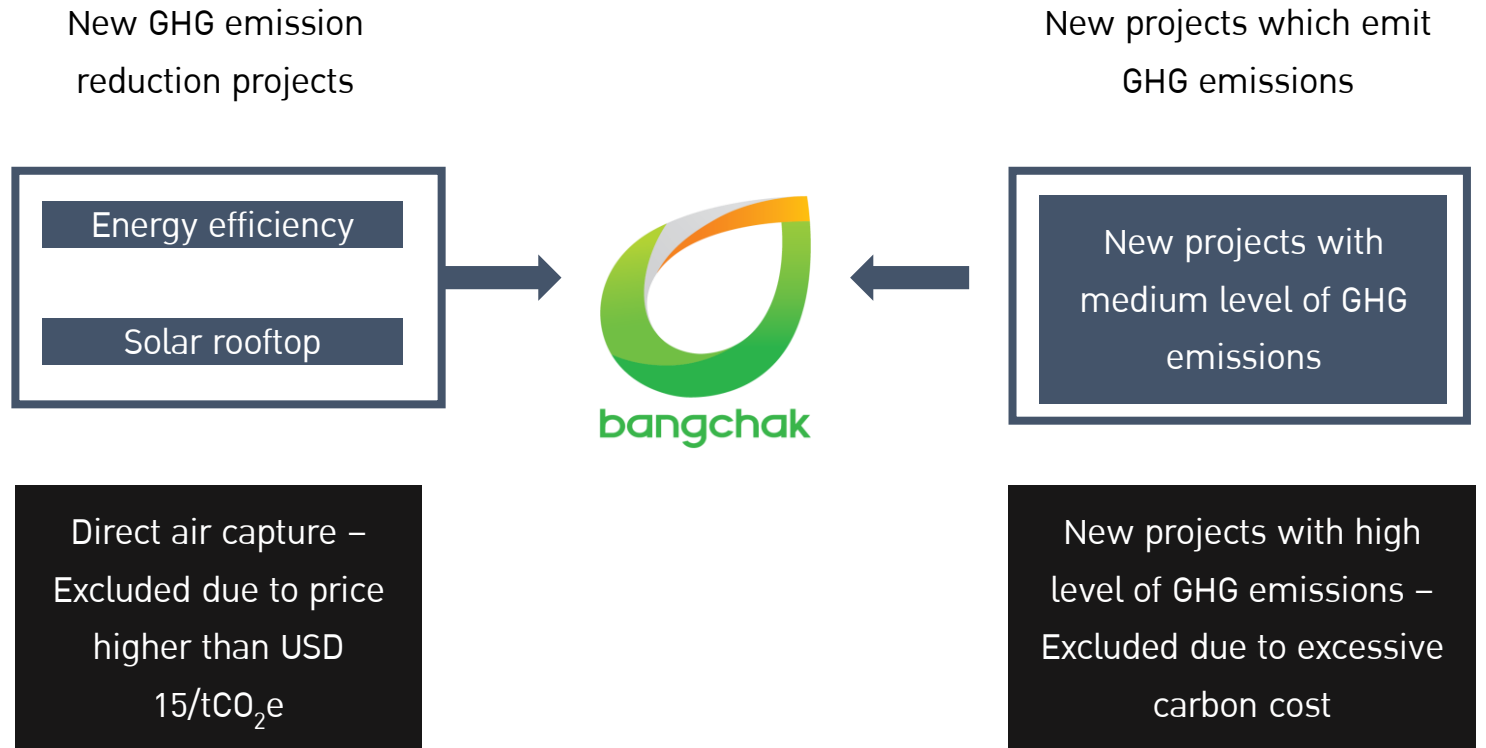 New GHG emission
reduction projects
Energy efficiency
Solar rooftop
Direct air capture –
Excluded due to price
higher than USD
15/tCO₂e
bangchak
New projects which emit
GHG emissions
New projects with
medium level of GHG
emissions
New projects with high
level of GHG emissions –
Excluded due to excessive
carbon cost